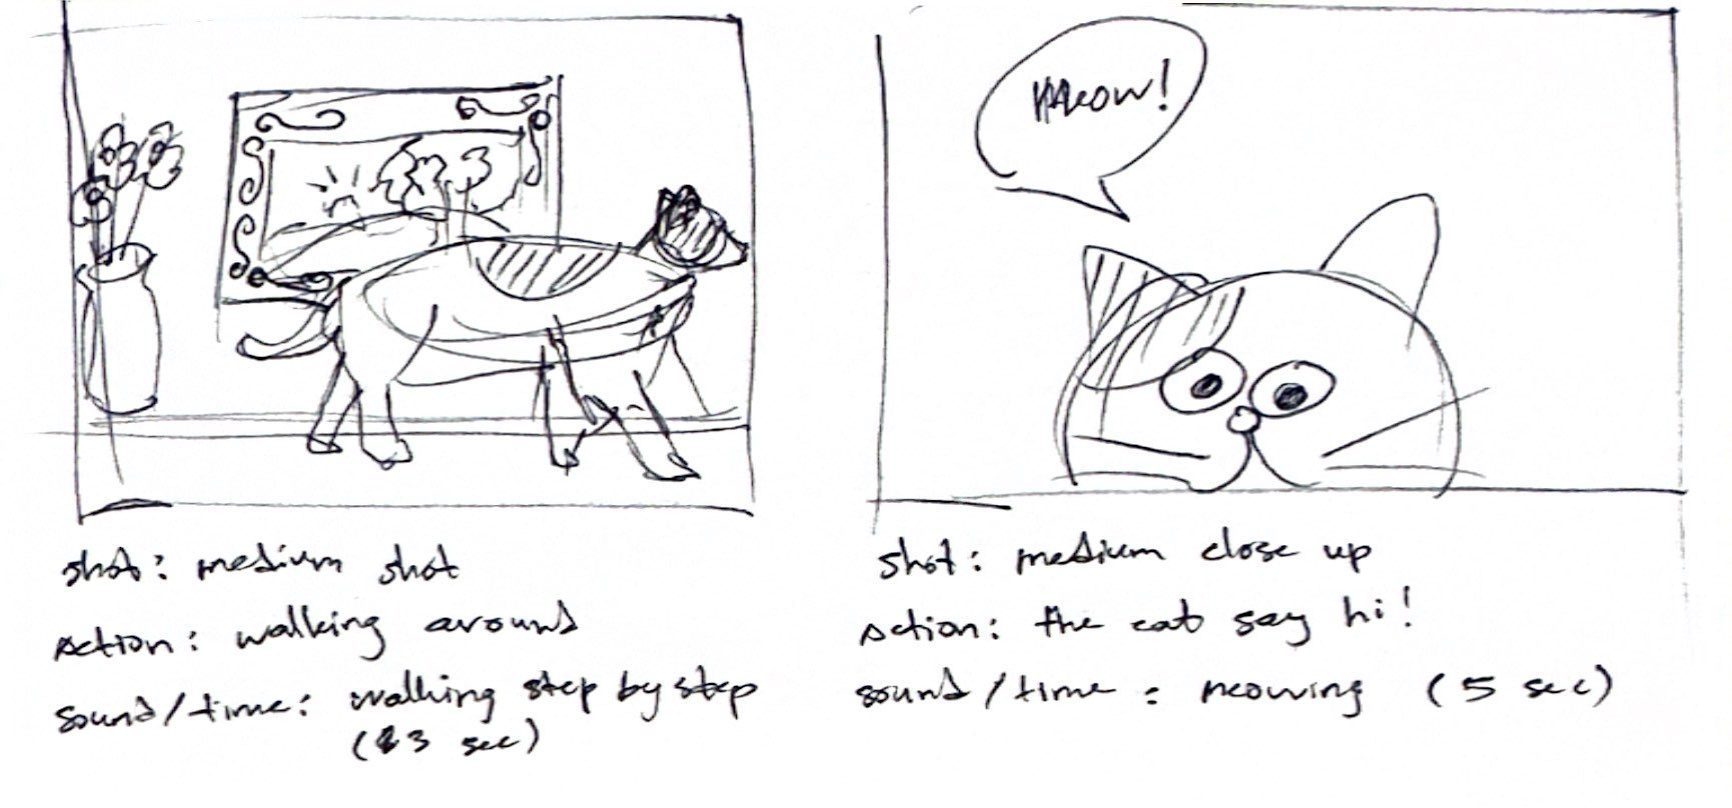 Meow!
shot: medium shot
Action: walking around
sound/time: walking step by step
(3 sec)
shot: medium close up
Action: the cat say hi!
sound/time: meowing (5 sec)